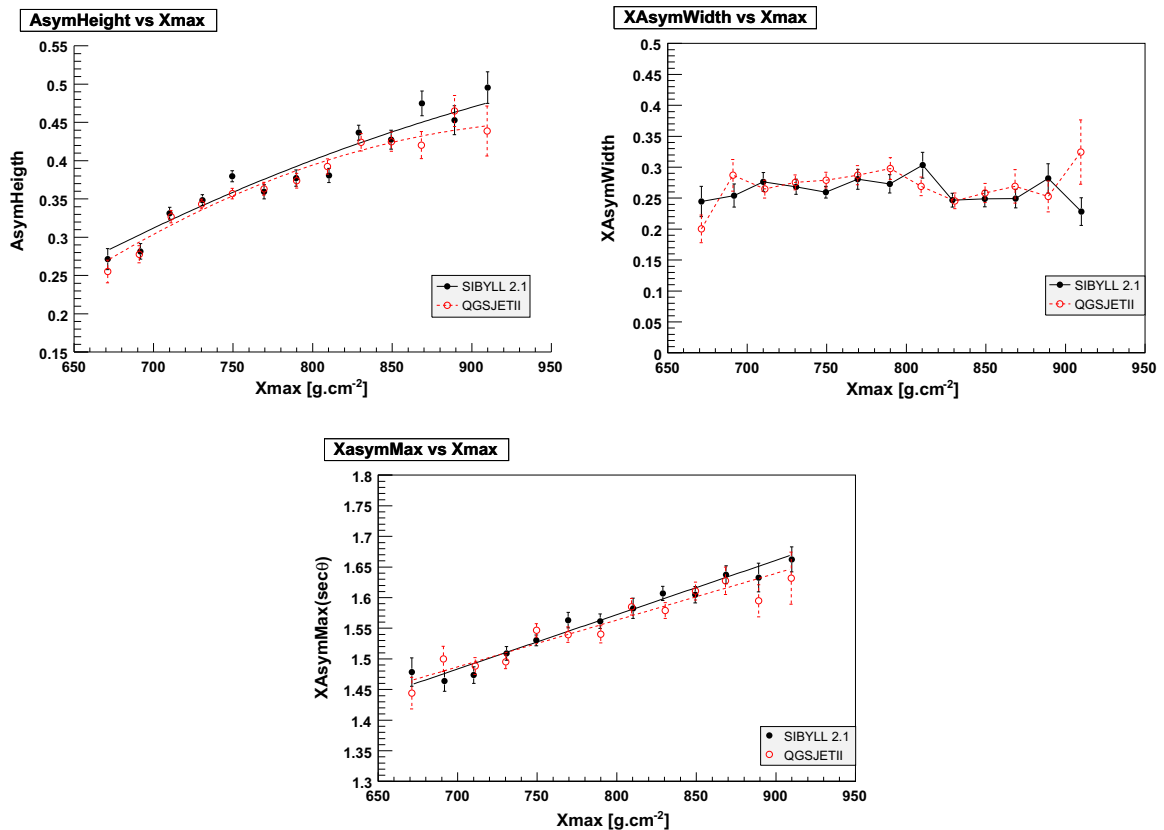 AsymHeight vs Xmax
AsymHeigth
0.55
0.5
0.45
0.4
0.35
0.3
0.25
0.2
0.15
650 700 750 800 850 900 950
Xmax [g.cm-2]
SIBYLL 2.1
QGSJETII
XAsymWidth vs Xmax
XAsymWidth
0.5
0.45
0.4
0.35
0.3
0.25
0.2
0.15
0.1
0.05
0
650 700 750 800 850 900 950
Xmax [g.cm-2]
SIBYLL 2.1
QGSJETII
XasymMax vs Xmax
XAsymMax(secθ)
1.8
1.75
1.7
1.65
1.6
1.55
1.5
1.45
1.4
1.35
1.3
650 700 750 800 850 900 950
Xmax [g.cm-2]
SIBYLL 2.1
QGSJETII